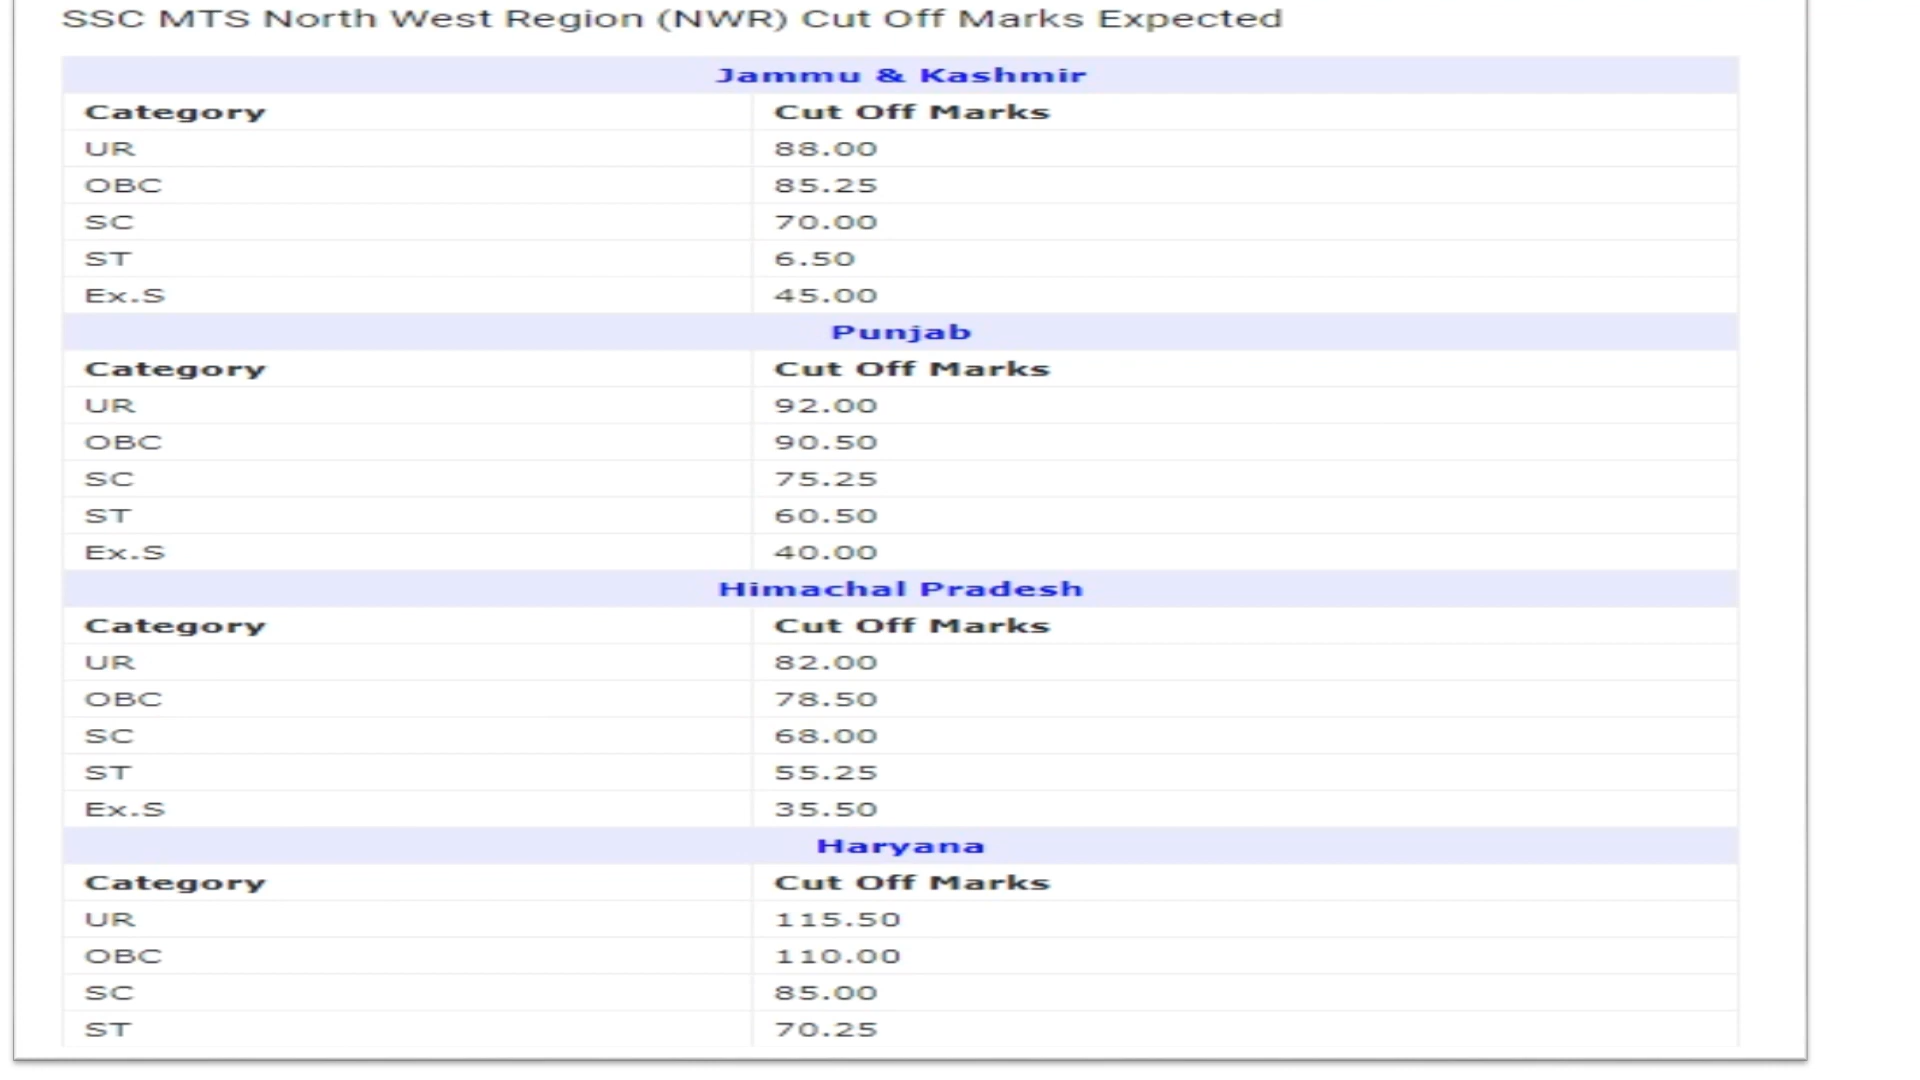 SSC MTS North West Region (NWR) Cut Off Marks Expected
Jammu & Kashmir
Category Cut Off Marks
UR 88.00
OBC 85.25
SC 70.00
ST 6.50
Ex.S 45.00
Punjab
Category Cut Off Marks
UR 92.00
OBC 90.50
SC 75.25
ST 60.50
Ex.S 40.00
Himachal Pradesh
Category Cut Off Marks
UR 82.00
OBC 78.50
SC 68.00
ST 55.25
Ex.S 35.50
Haryana
Category Cut Off Marks
UR 115.50
OBC 110.00
SC 85.00
ST 70.25